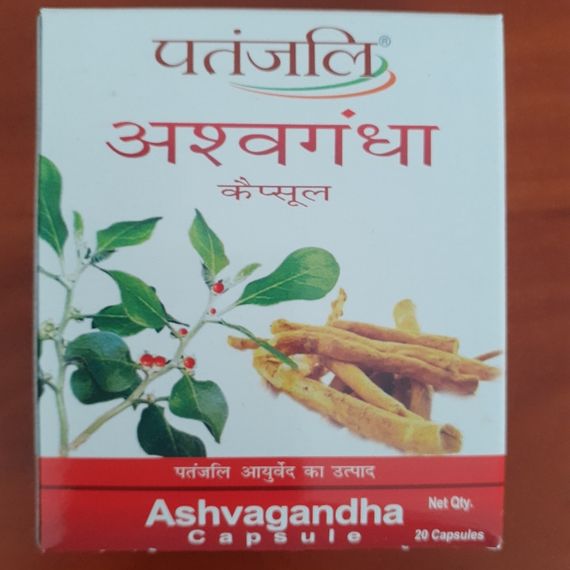 पतंजलि®
अश्वगंधा
कैप्सूल
पतंजलि आयुर्वेद का उत्पाद
Ashvagandha
Capsule
Net Qty.
20 Capsules